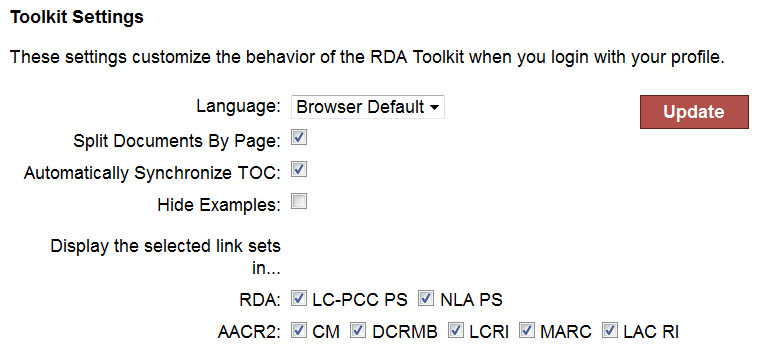 Toolkit Settings
These settings customize the behavior of the RDA Toolkit when you login with your profile.
Language: Browser Default Update
Split Documents By Page:
Automatically Synchronize TOC:
Hide Examples:
Display the selected link sets
in...
RDA: LC-PCC PS NLA PS
AACR2: CM DCRMB LCRI MARC LAC RI